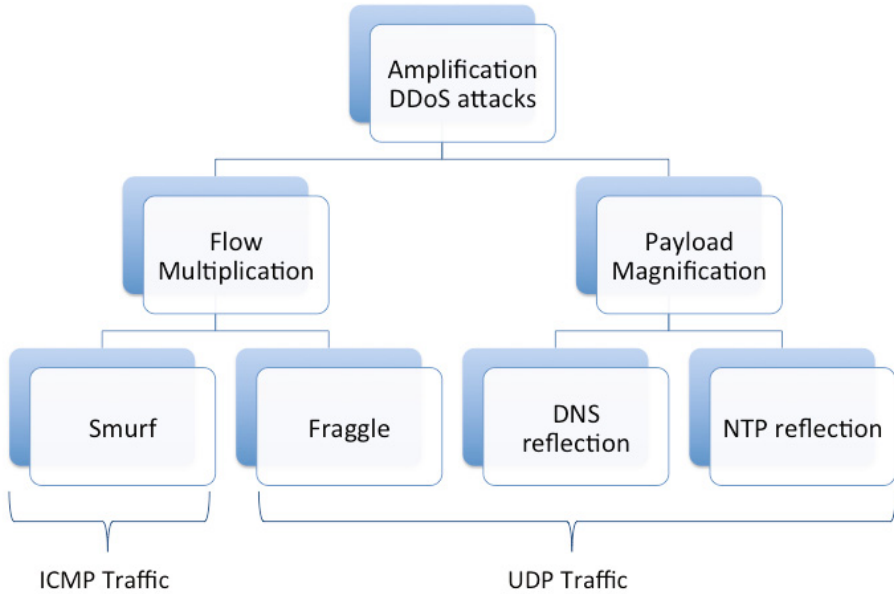 Amplification
DDoS attacks
Flow
Multiplication
Payload
Magnification
Smurf
Fraggle
DNS
reflection
NTP reflection
ICMP Traffic
UDP Traffic